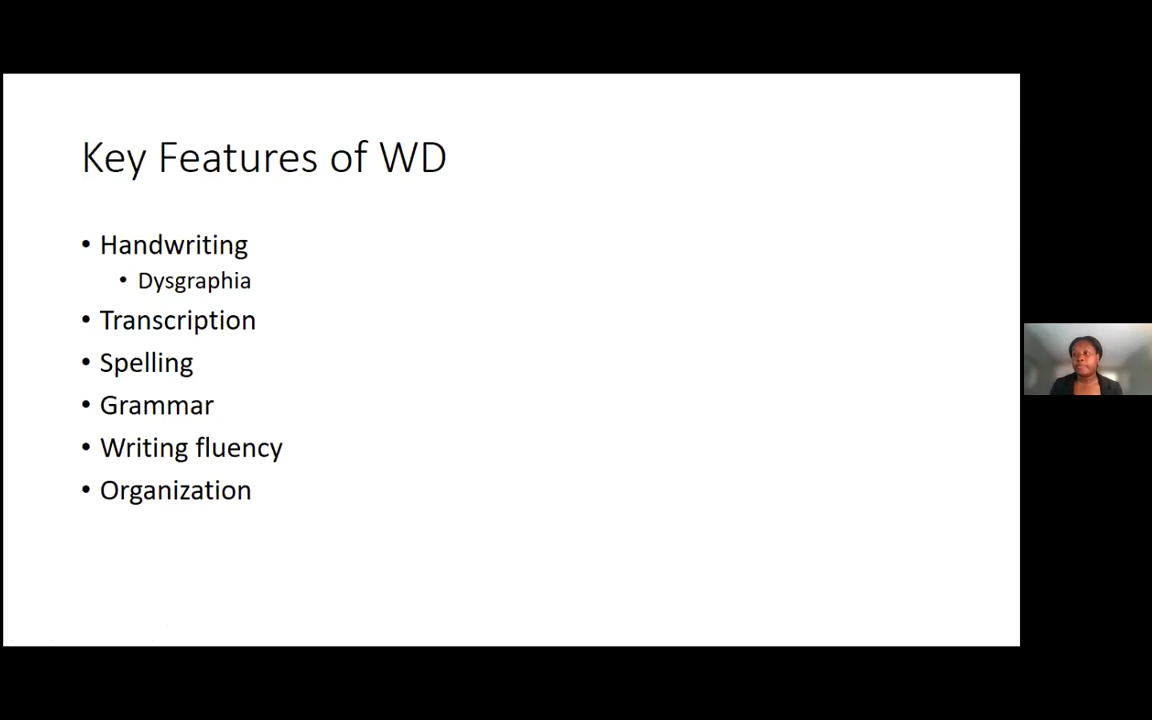 Key Features of WD
• Handwriting
• Dysgraphia
• Transcription
• Spelling
• Grammar
• Writing fluency
• Organization